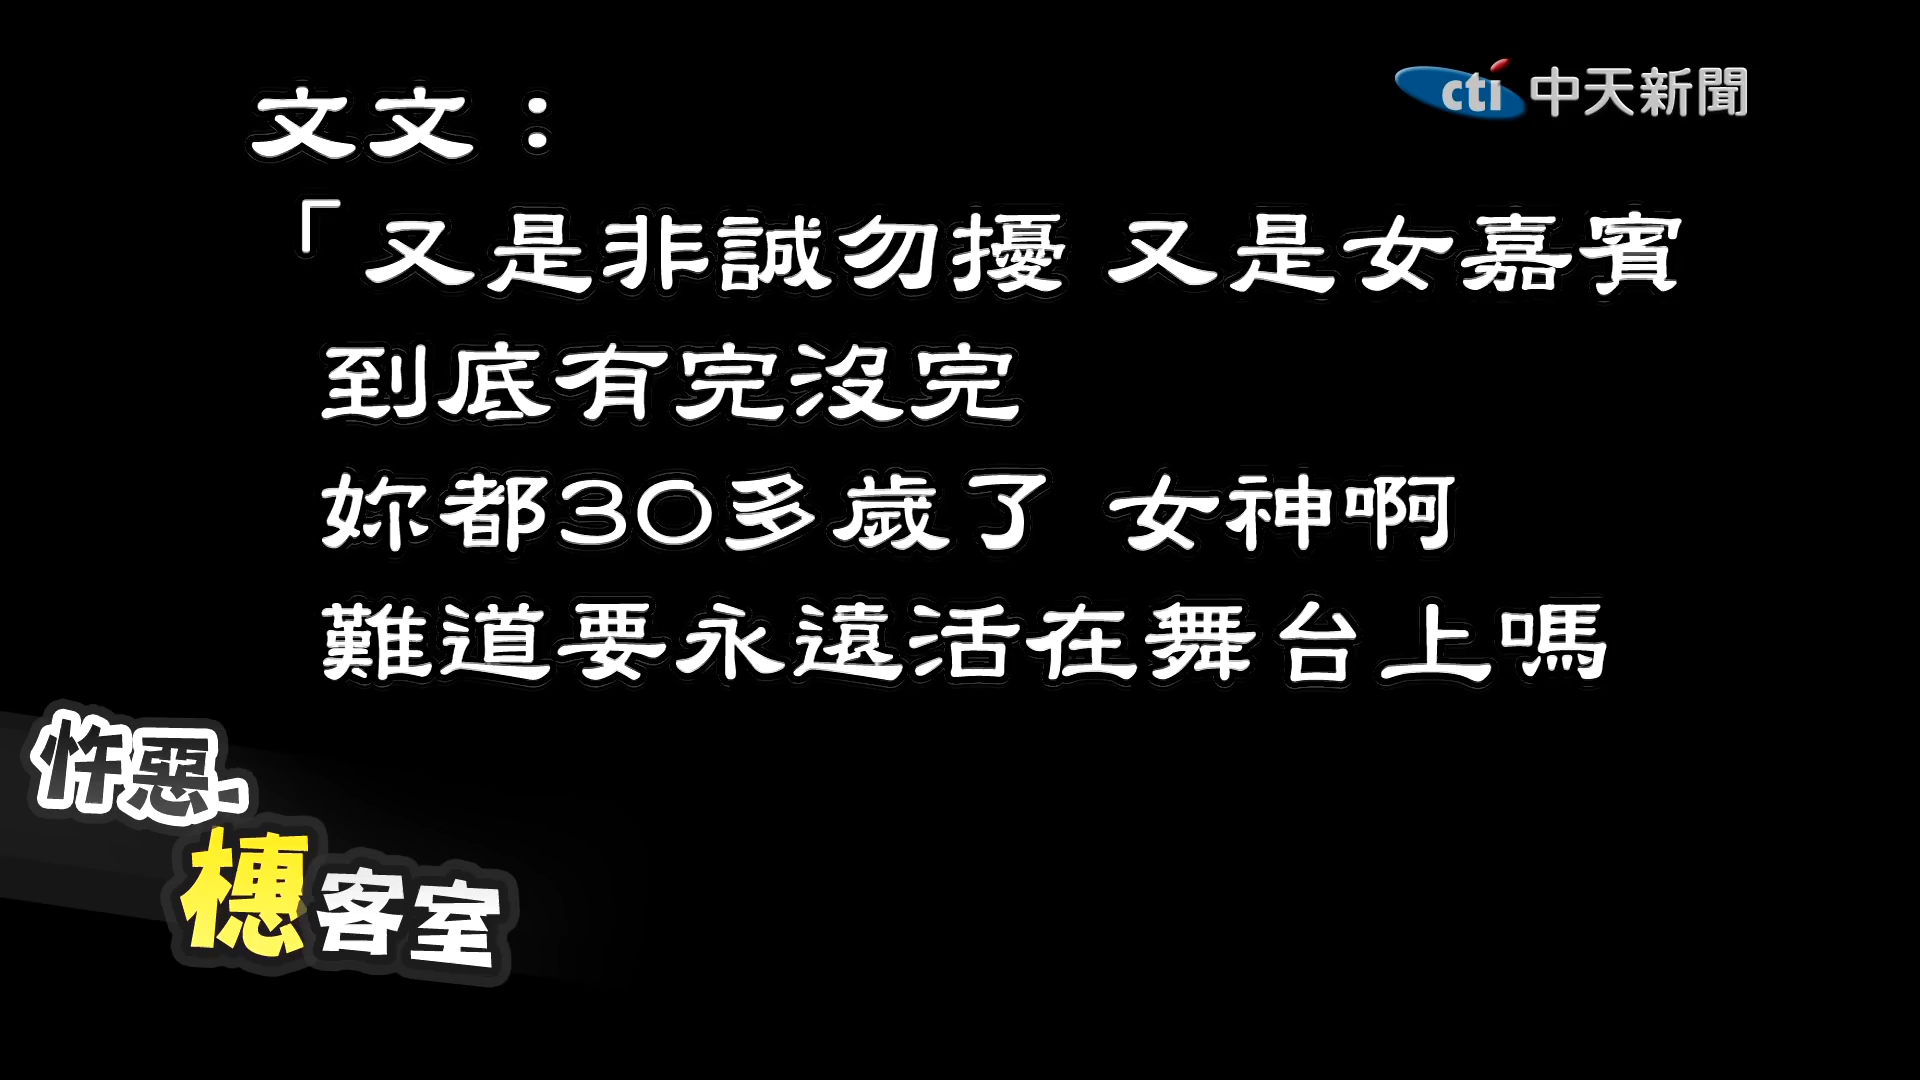 文文：
cti 中天新聞
「又是非誠勿擾 又是女嘉賓
到底有完沒完
妳都30多歲了 女神啊
難道要永遠活在舞台上嗎
忤惡-
橞客室